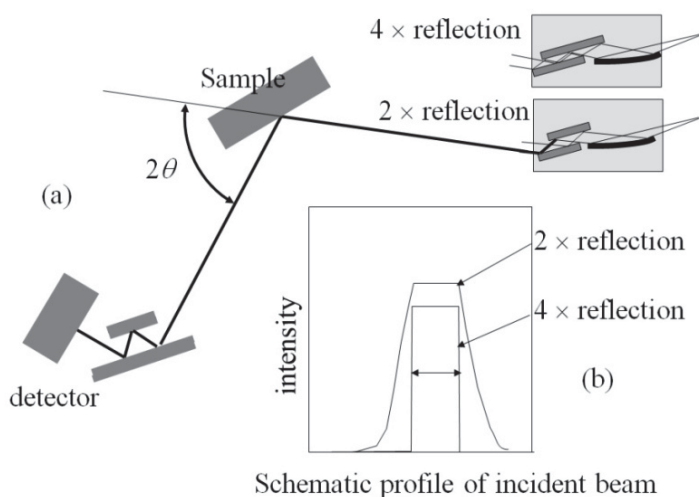 4 × reflection
Sample
2 × reflection
2θ
(a)
2 × reflection
4 × reflection
intensity
(b)
detector
Schematic profile of incident beam